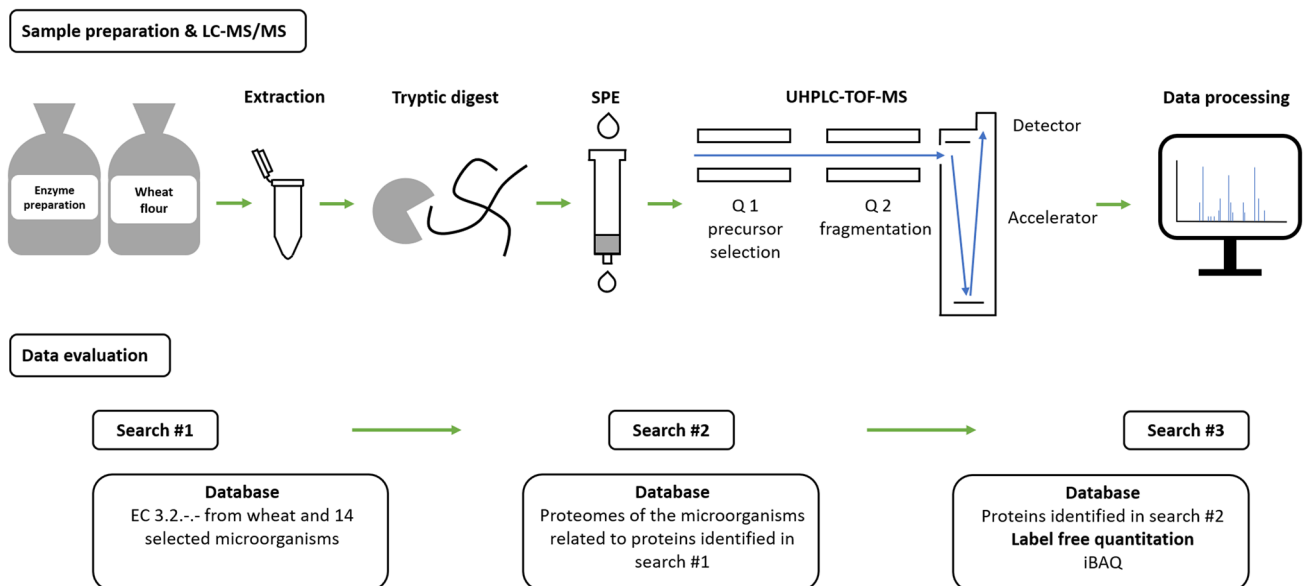 Sample preparation & LC-MS/MS
Extraction
Tryptic digest
SPE
UHPLC-TOF-MS
Data processing
Enzyme
preparation
Wheat
flour
Q 1
precursor
selection
Q 2
fragmentation
Detector
Accelerator
Data evaluation
Search #1
Search #2
Search #3
Database
EC 3.2.-.- from wheat and 14
selected microorganisms
Database
Proteomes of the microorganisms
related to proteins identified in
search #1
Database
Proteins identified in search #2
Label free quantitation
iBAQ